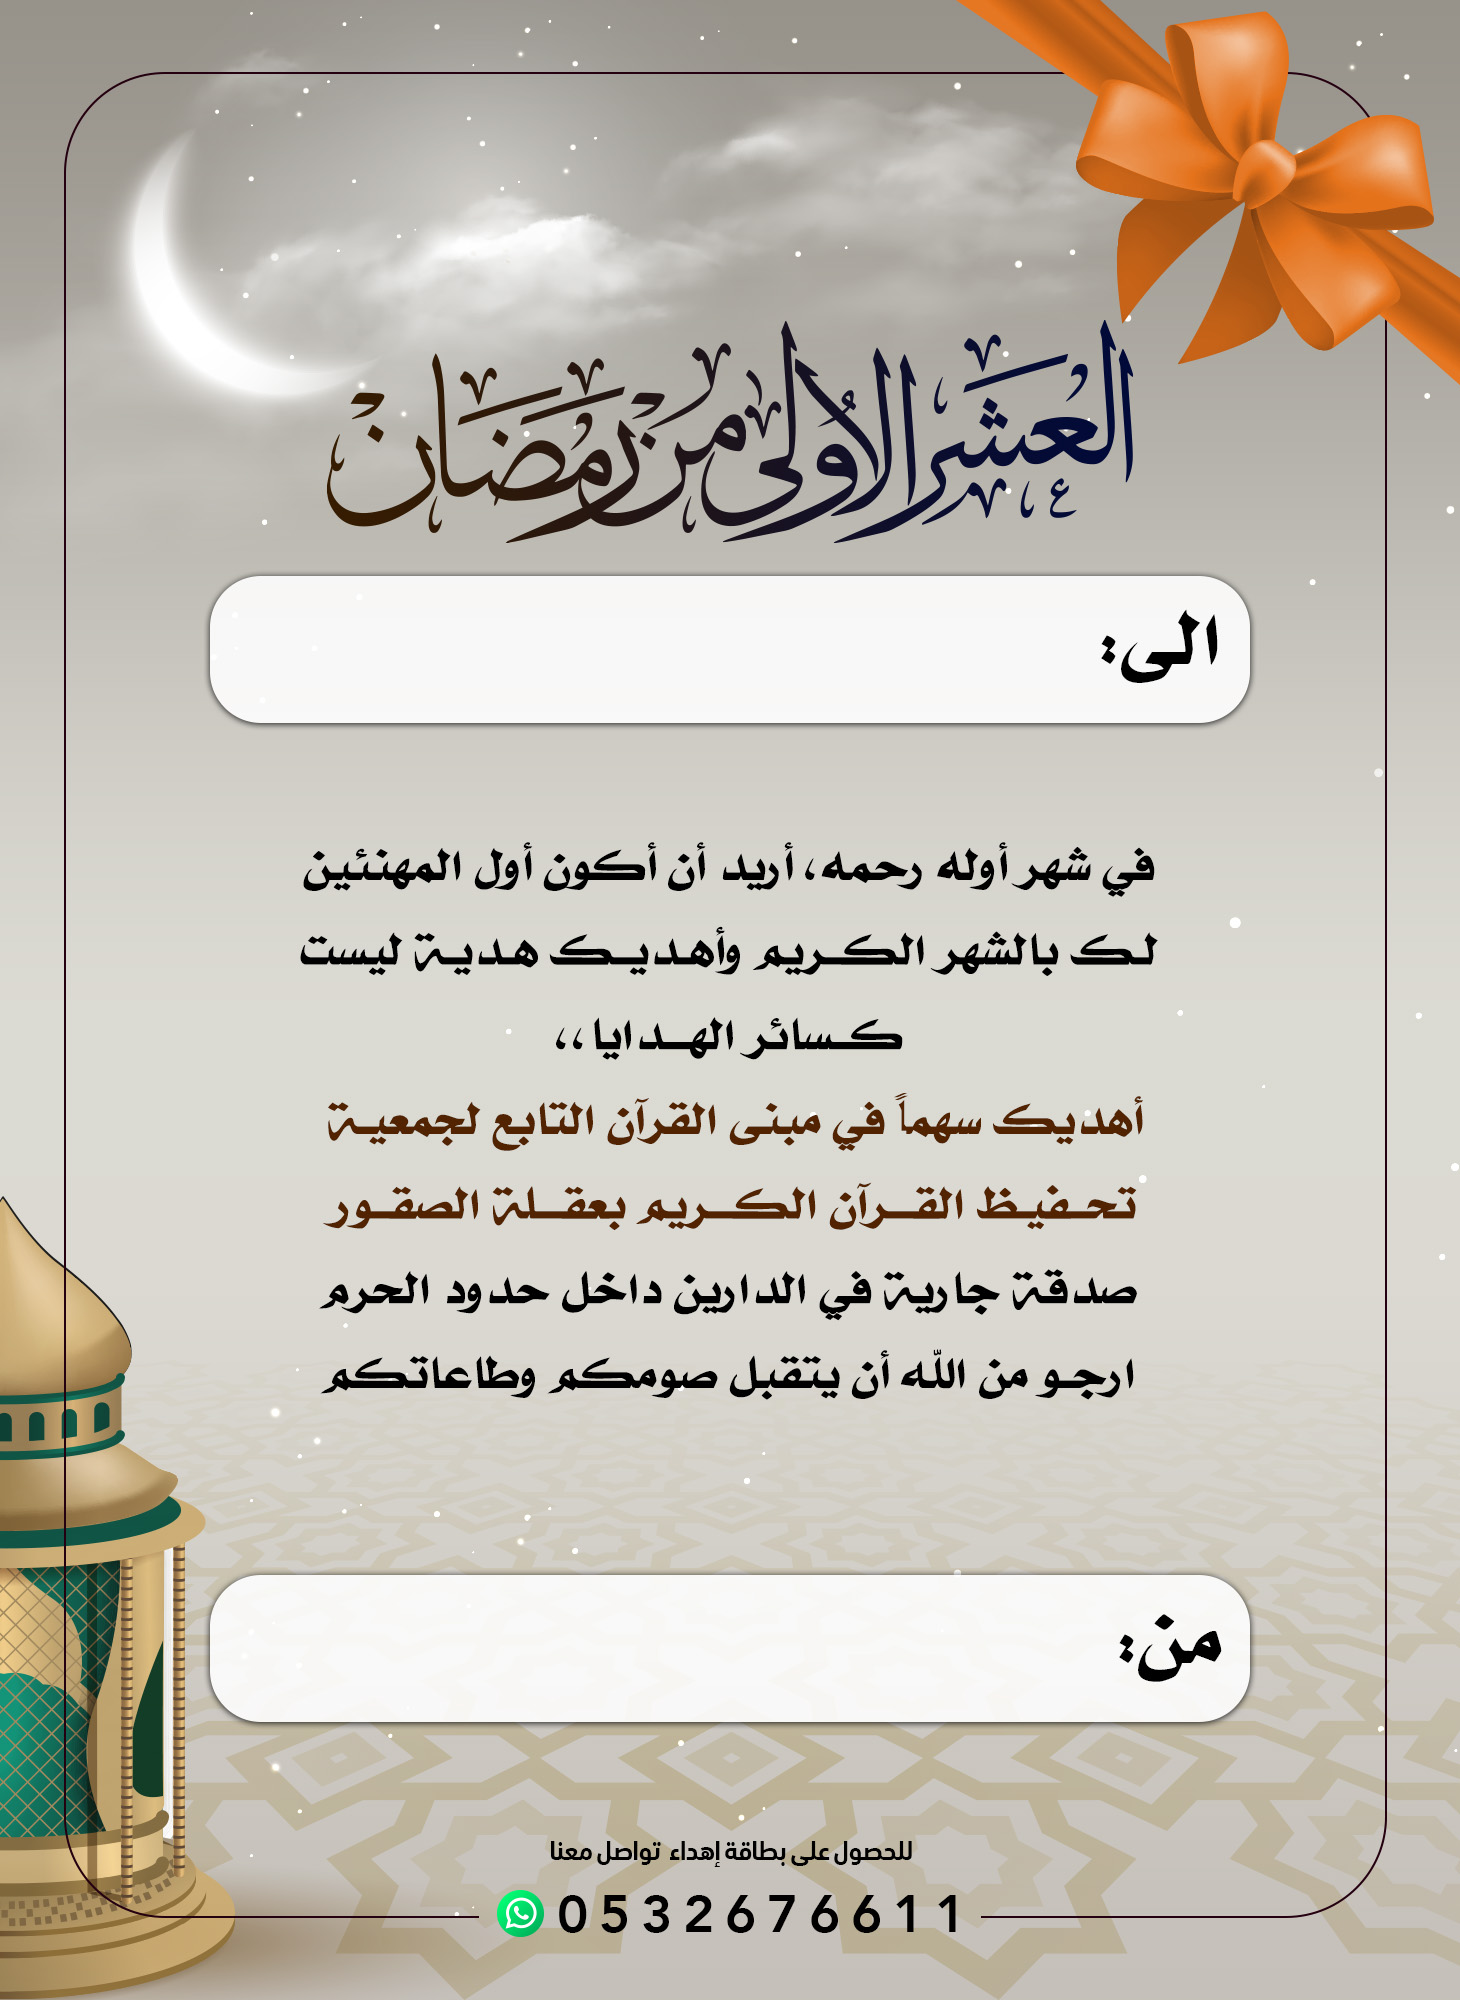 العشر الأولى من رمضان
الى:
في شهر أوله رحمه، أريد أن أكون أول المهنئين
لك بالشهر الكريم وأهديك هدية ليست
كسائر الهدايا،،
أهديك سهماً في مبنى القرآن التابع لجمعية
تحفيظ القرآن الكريم بعقلة الصقور
صدقة جارية في الدارين داخل حدود الحرم
ارجو من الله أن يتقبل صومكم وطاعاتكم
من:
للحصول على بطاقة إهداء تواصل معنا
0532676611